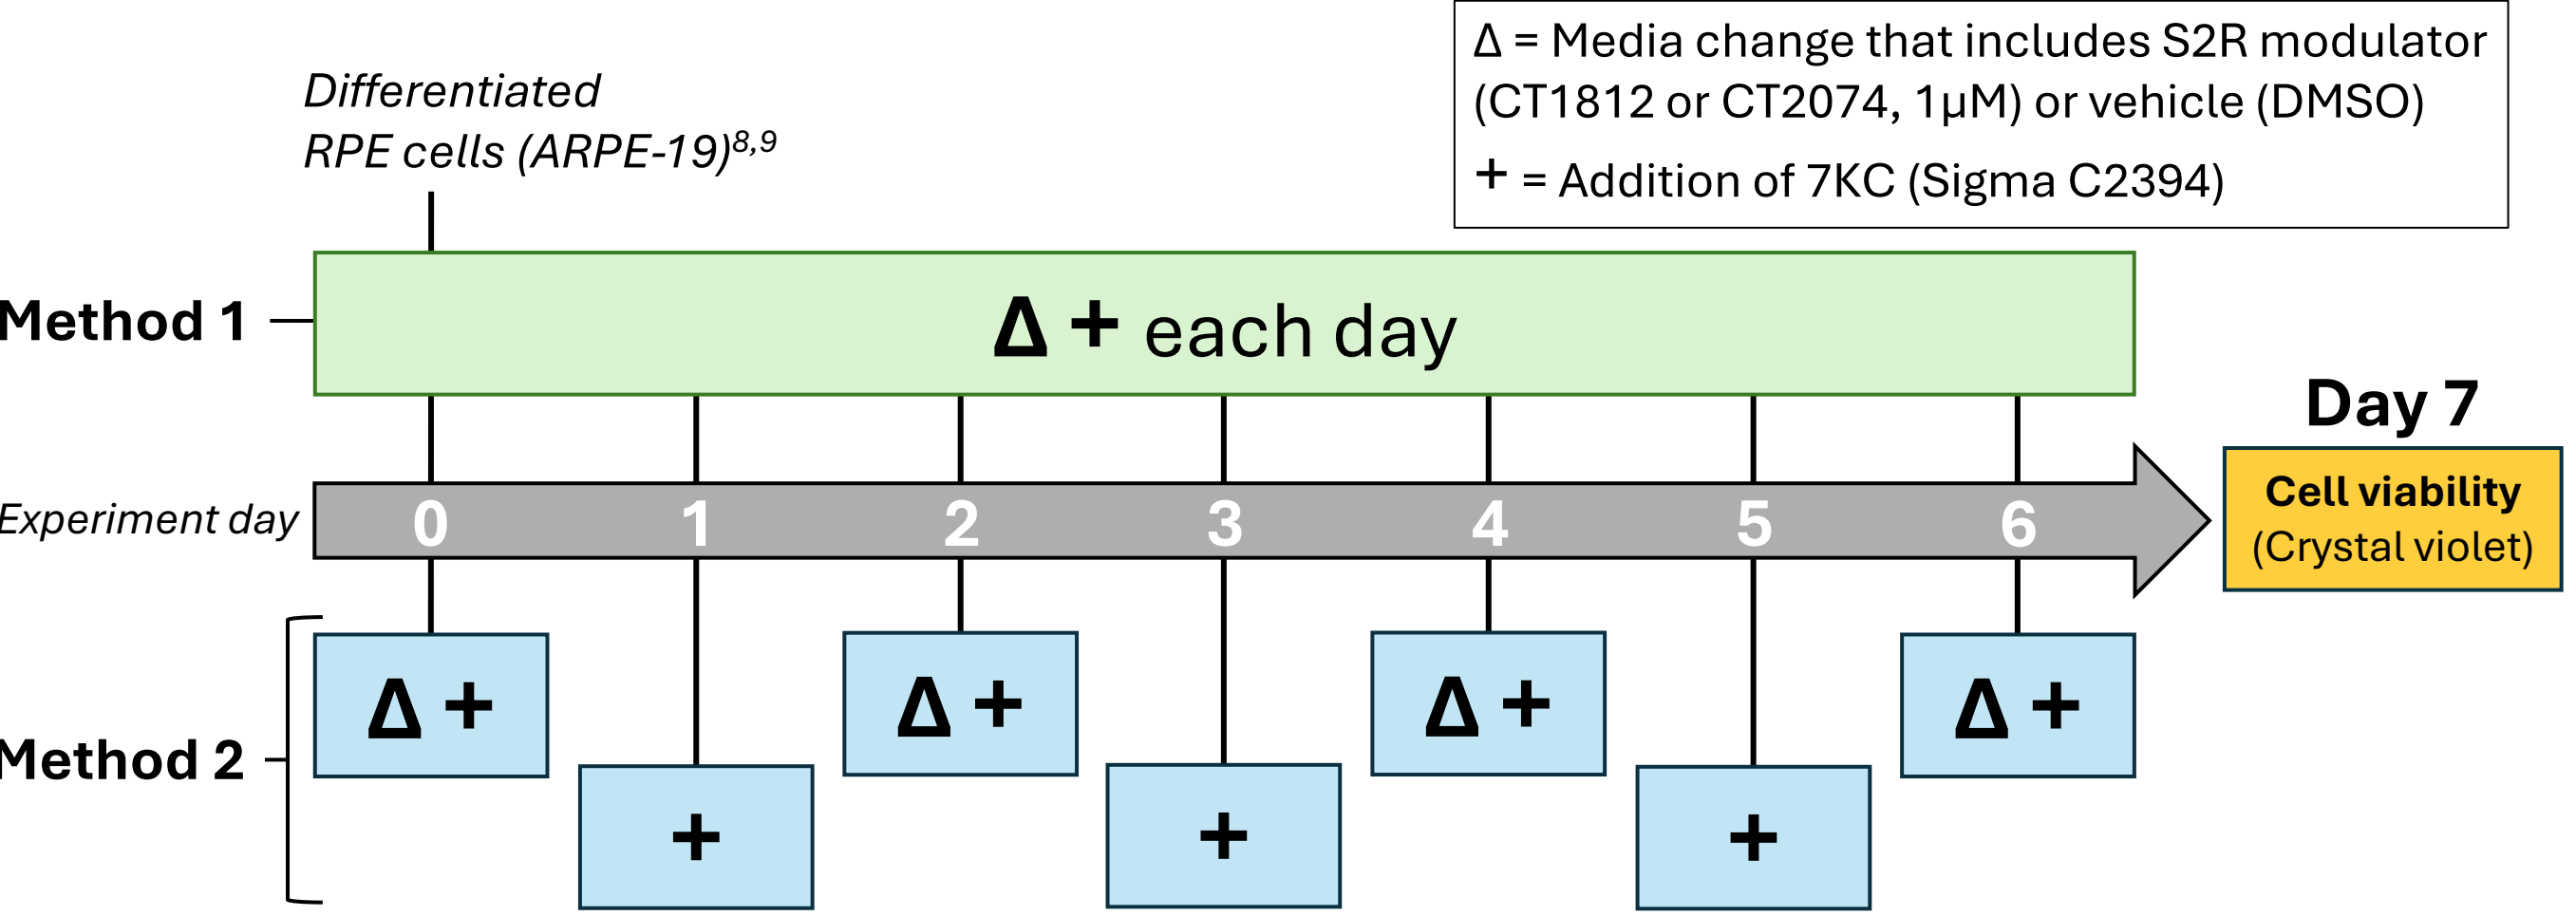 Δ = Media change that includes S2R modulator
(CT1812 or CT2074, 1µM) or vehicle (DMSO)
+ = Addition of 7KC (Sigma C2394)
Differentiated
RPE cells (ARPE-19)8,9
Method 1
Δ + each day
Day 7
Experiment day
0 1 2 3 4 5 6
Cell viability
(Crystal violet)
Method 2
Δ + Δ + Δ + Δ +
+ + +